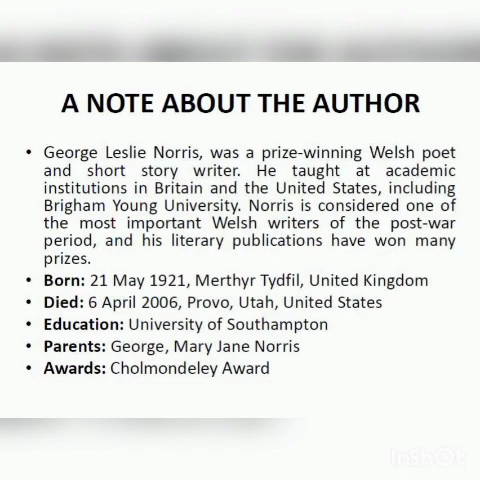 A NOTE ABOUT THE AUTHOR
• George Leslie Norris, was a prize-winning Welsh poet
and short story writer. He taught at academic
institutions in Britain and the United States, including
Brigham Young University. Norris is considered one of
the most important Welsh writers of the post-war
period, and his literary publications have won many
prizes.
• Born: 21 May 1921, Merthyr Tydfil, United Kingdom
• Died: 6 April 2006, Provo, Utah, United States
• Education: University of Southampton
• Parents: George, Mary Jane Norris
• Awards: Cholmondeley Award
InShOt